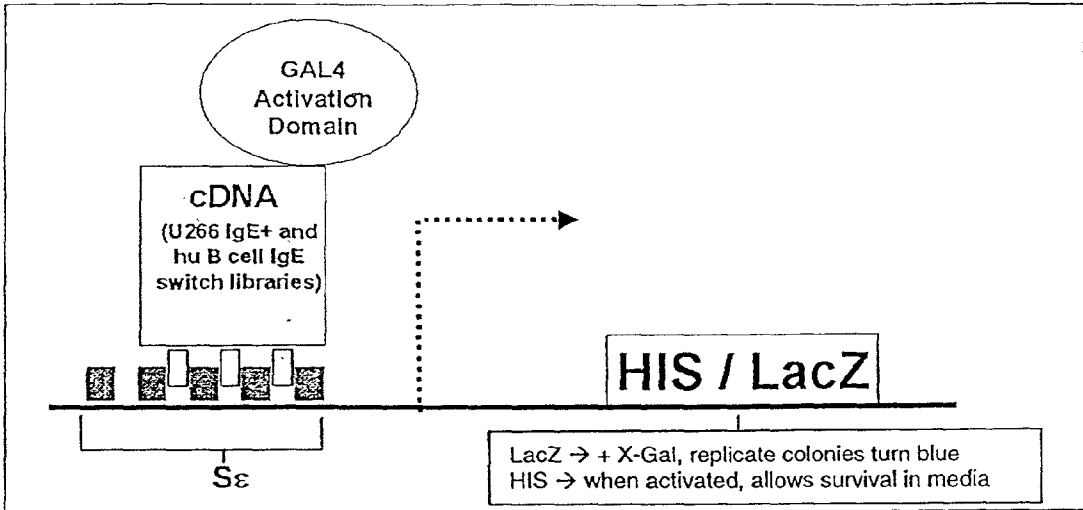 GAL4
Activation
Domain
cDNA
(U266 IgE+ and
hu B cell IgE
switch libraries)
HIS / LacZ
Sε
LacZ → + X-Gal, replicate colonies turn blue
HIS → when activated, allows survival in media